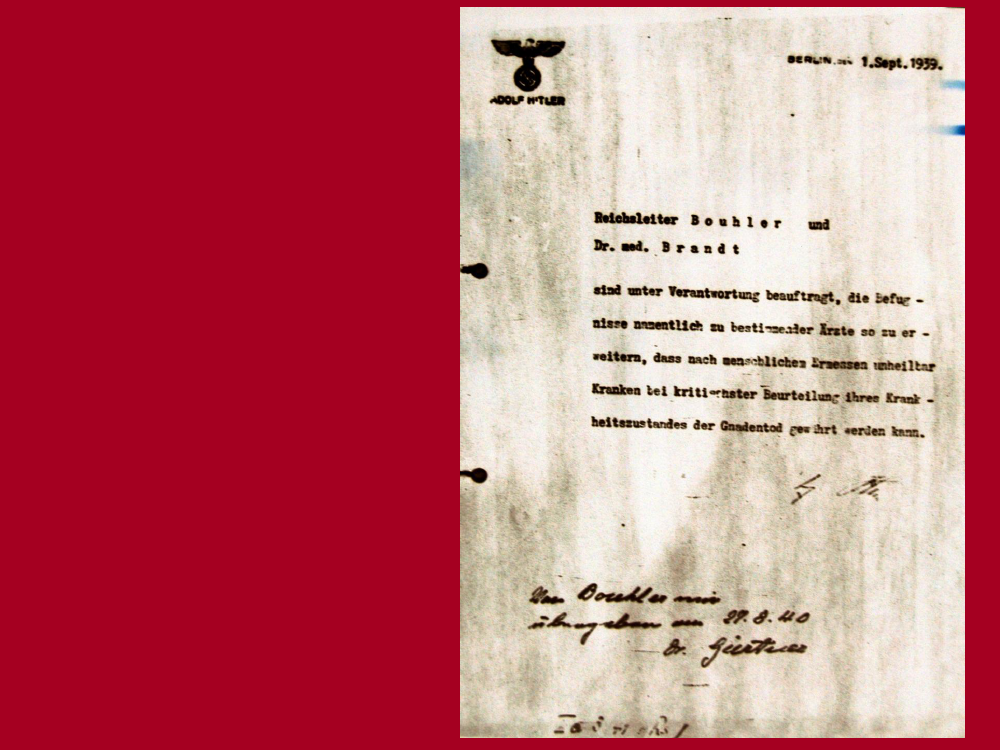 BERLIN, den 1.Sept.1939.
ADOLF HITLER
Reichsleiter Bouhler und
Dr. med. Brandt
sind unter Verantwortung beauftragt, die Befug -
nisse namentlich zu bestimmender Ärzte so zu er -
weitern, dass nach menschlichem Ermessen unheilbar
Kranken bei kritischster Beurteilung ihres Krank -
heitszustandes der Gnadentod gewährt werden kann.
Von Bouhler mir
übergeben am 27.8.40
Dr. Gürtner